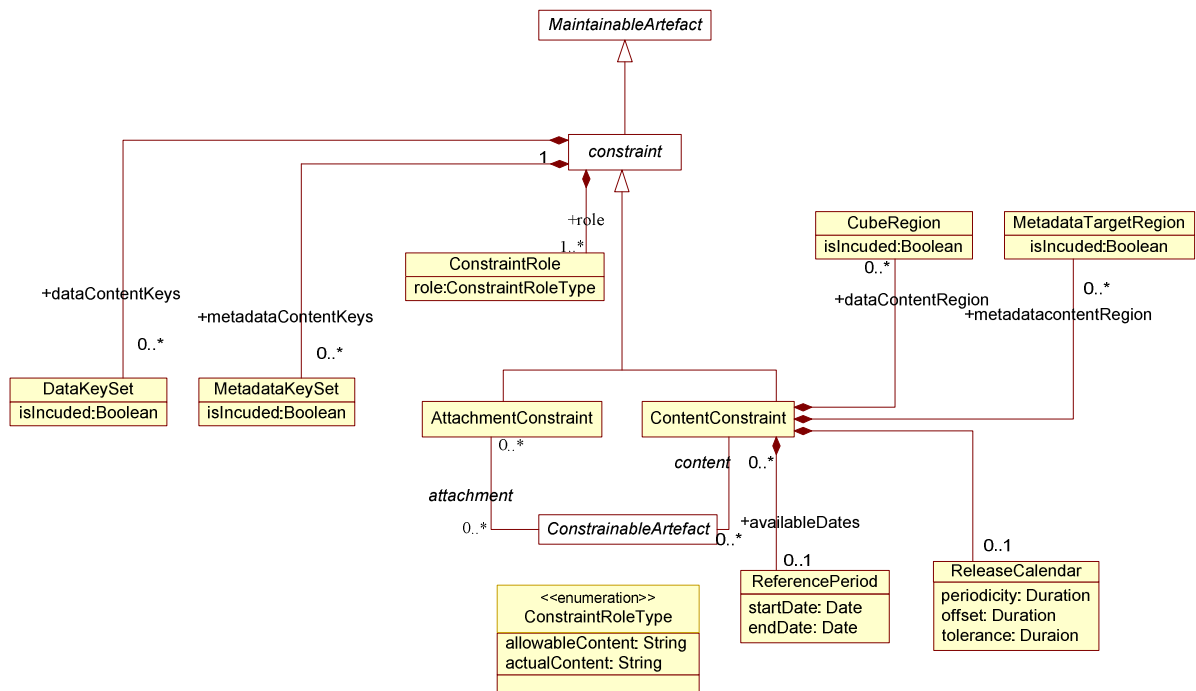 MaintainableArtefact
constraint
1
+role
1..*
CubeRegion
isIncuded:Boolean
MetadataTargetRegion
isIncuded:Boolean
ConstraintRole
role:ConstraintRoleType
0..*
0..*
+dataContentKeys
+dataContentRegion
+metadatacontentRegion
+metadataContentKeys
0..*
0..*
DataKeySet
isIncuded:Boolean
MetadataKeySet
isIncuded:Boolean
AttachmentConstraint
ContentConstraint
0..*
content
0..*
attachment
0..*
ConstrainableArtefact
0..*
+availableDates
0..1
0..1
ReferencePeriod
startDate: Date
endDate: Date
ReleaseCalendar
periodicity: Duration
offset: Duration
tolerance: Duraion
<<enumeration>>
ConstraintRoleType
allowableContent: String
actualContent: String